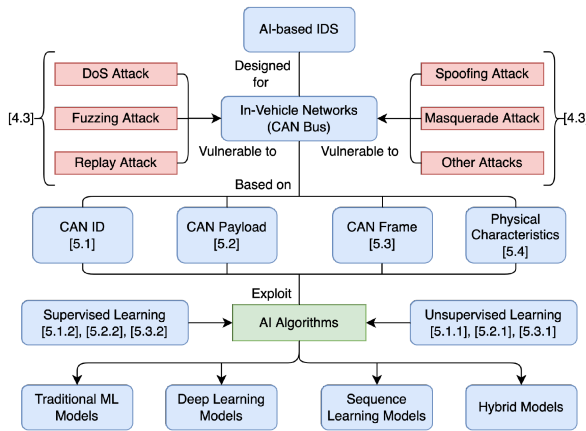 AI-based IDS
Designed
for
DoS Attack
Fuzzing Attack
Replay Attack
[4.3]
In-Vehicle Networks
(CAN Bus)
Vulnerable to
Vulnerable to
Spoofing Attack
Masquerade Attack
Other Attacks
[4.3
Based on
CAN ID
[5.1]
CAN Payload
[5.2]
CAN Frame
[5.3]
Physical
Characteristics
[5.4]
Exploit
Supervised Learning
[5.1.2], [5.2.2], [5.3.2]
AI Algorithms
Unsupervised Learning
[5.1.1], [5.2.1], [5.3.1]
Traditional ML
Models
Deep Learning
Models
Sequence
Learning Models
Hybrid Models